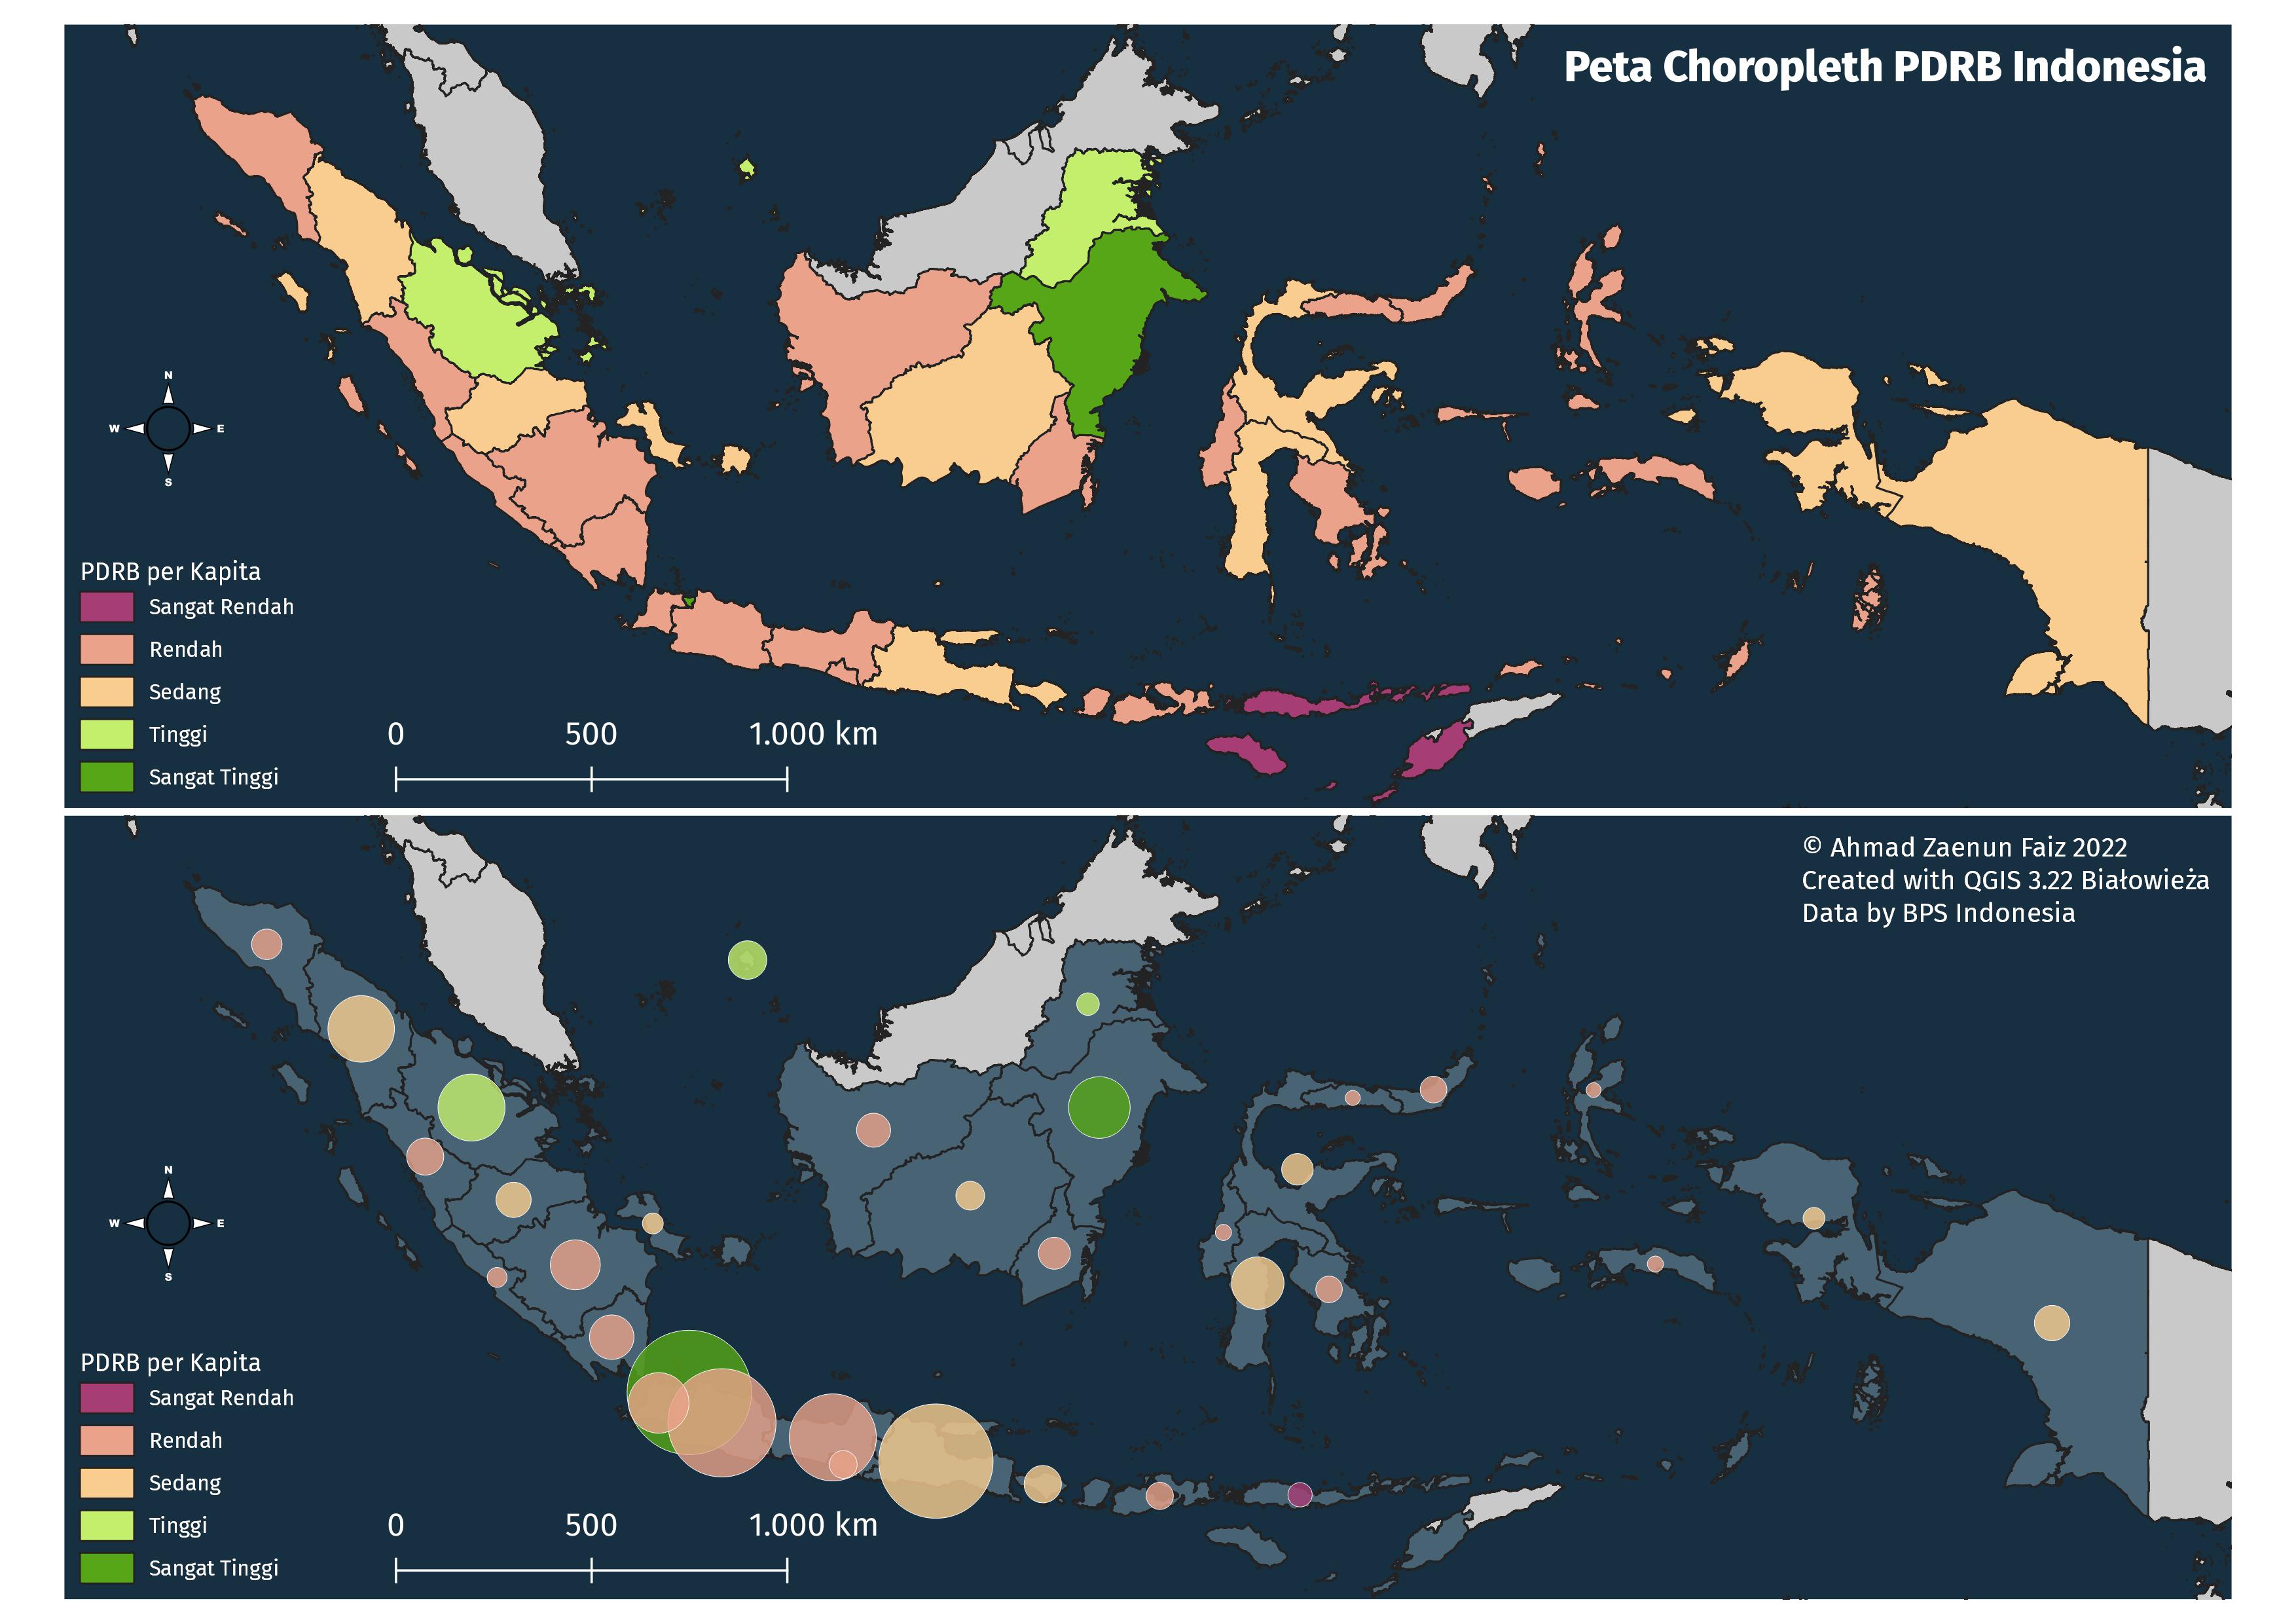 Peta Choropleth PDRB Indonesia
N
W E
S
PDRB per Kapita
Sangat Rendah
Rendah
Sedang
Tinggi
Sangat Tinggi
0 500 1.000 km
© Ahmad Zaenun Faiz 2022
Created with QGIS 3.22 Białowieża
Data by BPS Indonesia
N
W E
S
PDRB per Kapita
Sangat Rendah
Rendah
Sedang
Tinggi
Sangat Tinggi
0 500 1.000 km